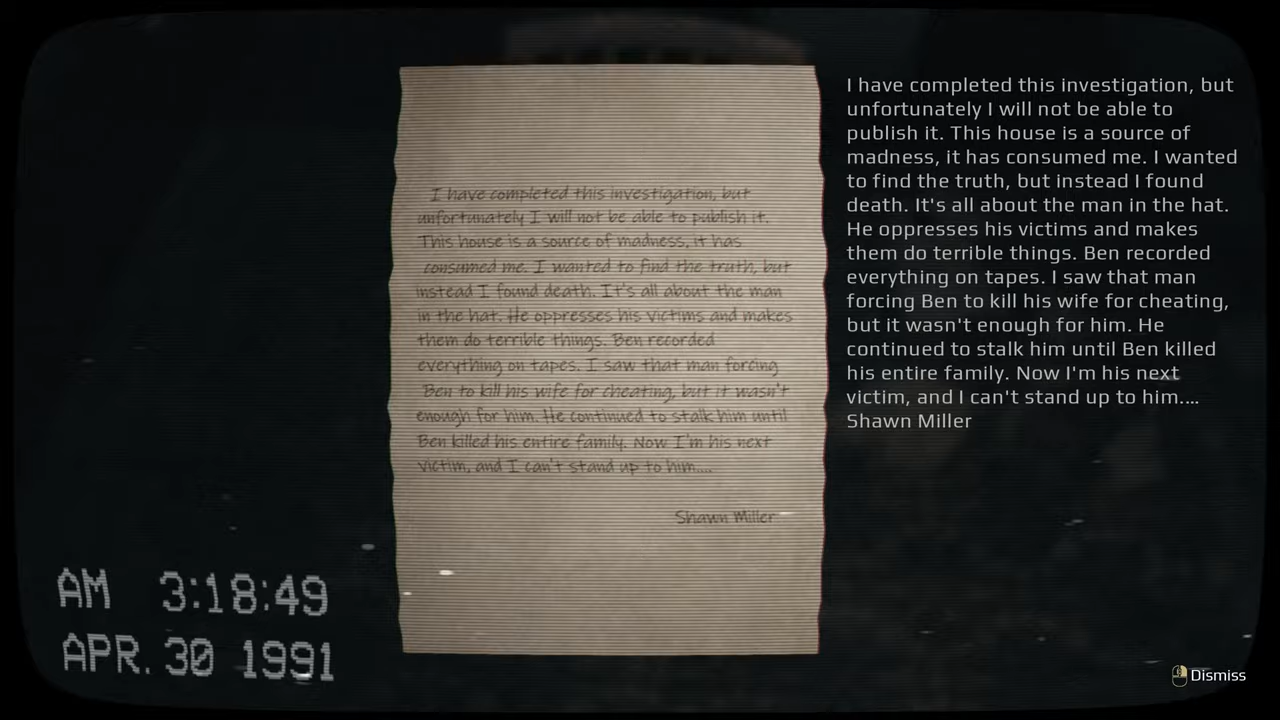 I have completed this investigation, but
unfortunately I will not be able to publish it.
This house is a source of madness, it has
consumed me. I wanted to find the truth, but
instead I found death. It's all about the man
in the hat. He oppresses his victims and makes
them do terrible things. Ben recorded
everything on tapes. I saw that man forcing
Ben to kill his wife for cheating, but it wasn't
enough for him. He continued to stalk him until
Ben killed his entire family. Now I'm his next
victim, and I can't stand up to him....
Shawn Miller
I have completed this investigation, but
unfortunately I will not be able to
publish it. This house is a source of
madness, it has consumed me. I wanted
to find the truth, but instead I found
death. It's all about the man in the hat.
He oppresses his victims and makes
them do terrible things. Ben recorded
everything on tapes. I saw that man
forcing Ben to kill his wife for cheating,
but it wasn't enough for him. He
continued to stalk him until Ben killed
his entire family. Now I'm his next
victim, and I can't stand up to him....
Shawn Miller
AM 3:18:49
APR. 30 1991
Dismiss